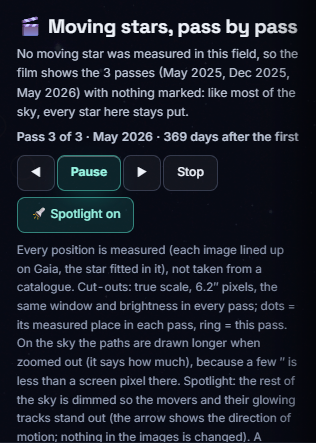 🎬 Moving stars, pass by pass
No moving star was measured in this field, so the
film shows the 3 passes (May 2025, Dec 2025,
May 2026) with nothing marked: like most of the
sky, every star here stays put.
Pass 3 of 3 · May 2026 · 369 days after the first
◀ Pause ▶ Stop
🚀 Spotlight on
Every position is measured (each image lined up
on Gaia, the star fitted in it), not taken from a
catalogue. Cut-outs: true scale, 6.2″ pixels, the
same window and brightness in every pass; dots =
its measured place in each pass, ring = this pass.
On the sky the paths are drawn longer when
zoomed out (it says how much), because a few ″ is
less than a screen pixel there. Spotlight: the rest of
the sky is dimmed so the movers and their glowing
tracks stand out (the arrow shows the direction of
motion; nothing in the images is changed). A